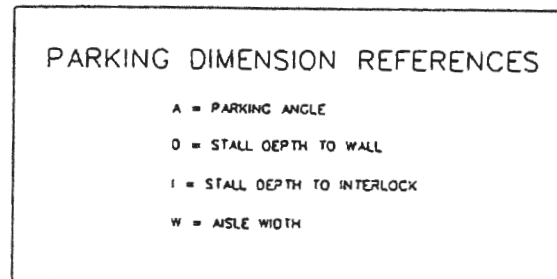 PARKING DIMENSION REFERENCES
A = PARKING ANGLE
D = STALL DEPTH TO WALL
I = STALL DEPTH TO INTERLOCK
W = AISLE WIDTH